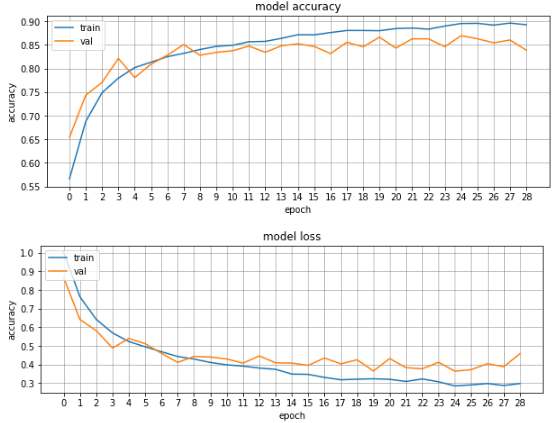 model accuracy
0.90
0.85
0.80
0.75
0.70
0.65
0.60
0.55
accuracy
train
val
0 1 2 3 4 5 6 7 8 9 10 11 12 13 14 15 16 17 18 19 20 21 22 23 24 25 26 27 28
epoch
model loss
1.0
0.9
0.8
0.7
0.6
0.5
0.4
0.3
accuracy
train
val
0 1 2 3 4 5 6 7 8 9 10 11 12 13 14 15 16 17 18 19 20 21 22 23 24 25 26 27 28
epoch